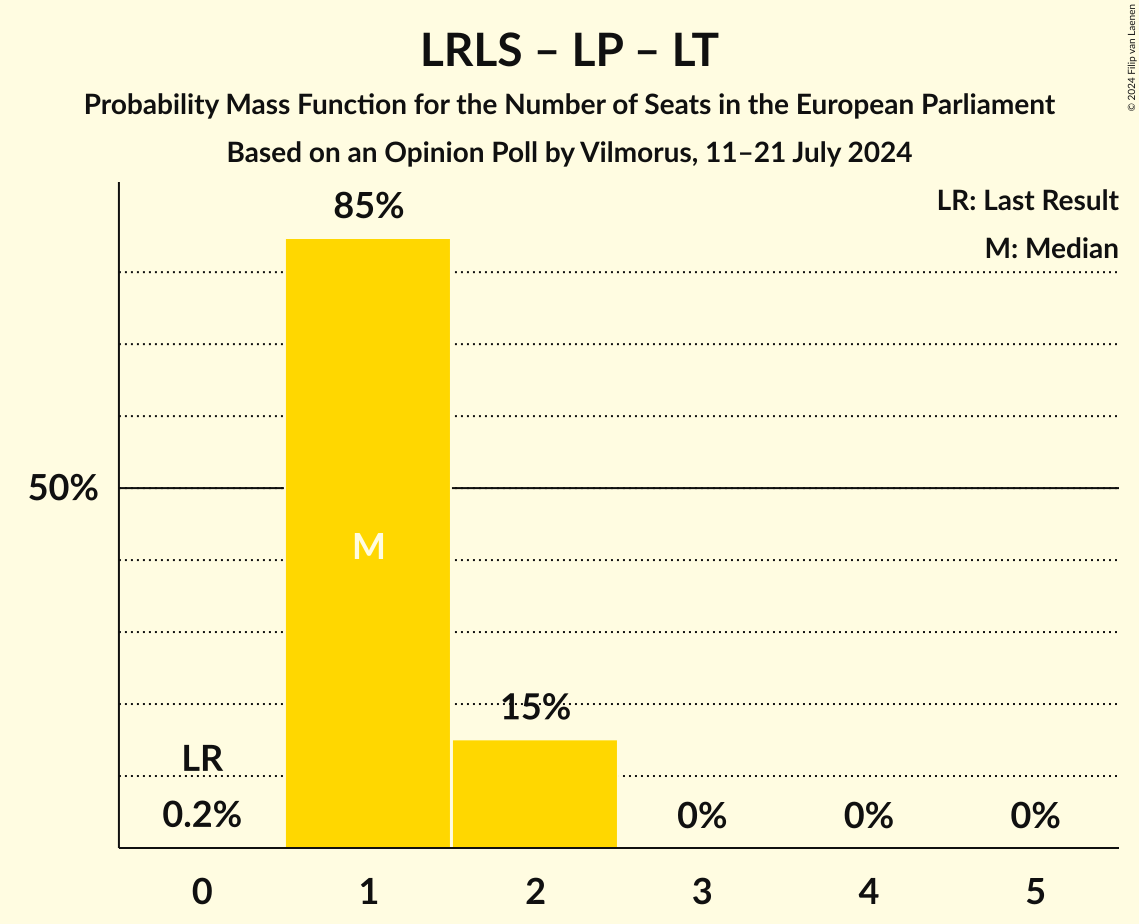 LRLS – LP – LT
Probability Mass Function for the Number of Seats in the European Parliament
Based on an Opinion Poll by Vilmorus, 11–21 July 2024
© 2024 Filip van Laenen
LR: Last Result
M: Median
85%
50%
M
15%
LR
0.2%
0%
0%
0%
0
1
2
3
4
5